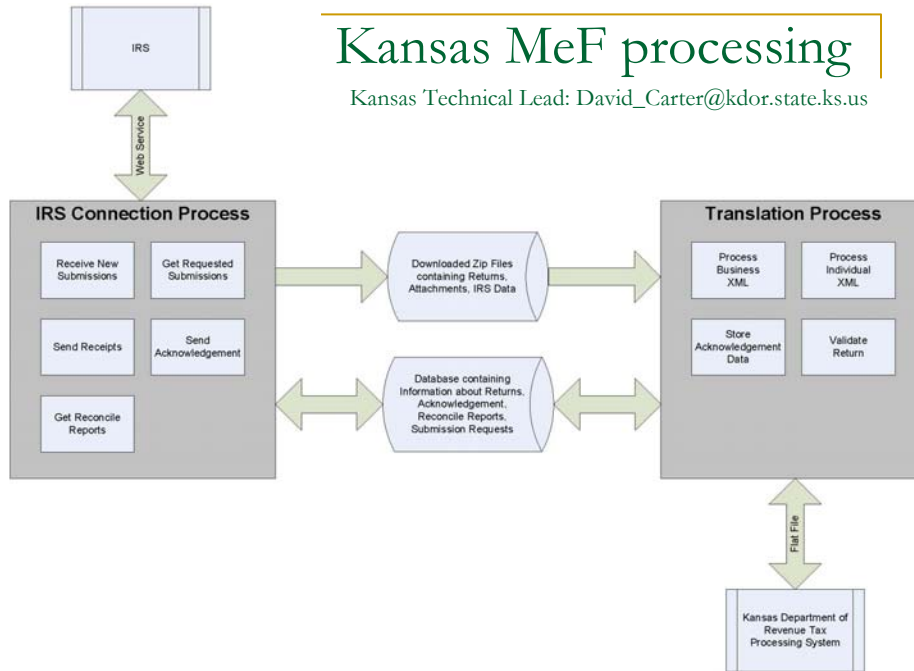 Kansas MeF processing
Kansas Technical Lead: David_Carter@kdor.state.ks.us
IRS
Web Service
IRS Connection Process
Receive New
Submissions
Get Requested
Submissions
Send Receipts
Send
Acknowledgement
Get Reconcile
Reports
Downloaded Zip Files
containing Returns,
Attachments, IRS Data
Database containing
Information about Returns,
Acknowledgement,
Reconcile Reports,
Submission Requests
Translation Process
Process
Business
XML
Process
Individual
XML
Store
Acknowledgement
Data
Validate
Return
Flat File
Kansas Department of
Revenue Tax
Processing System